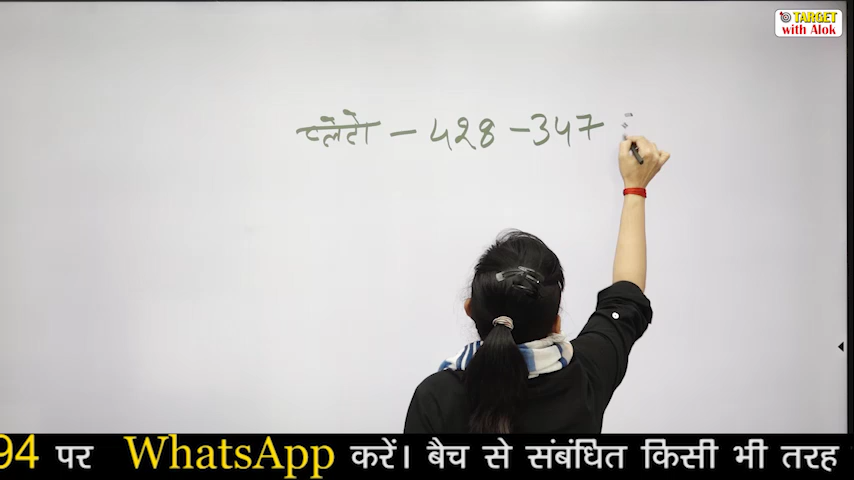 TARGET
with Alok
प्लेटो - 428 - 347 ई
94 पर WhatsApp करें। बैच से संबंधित किसी भी तरह